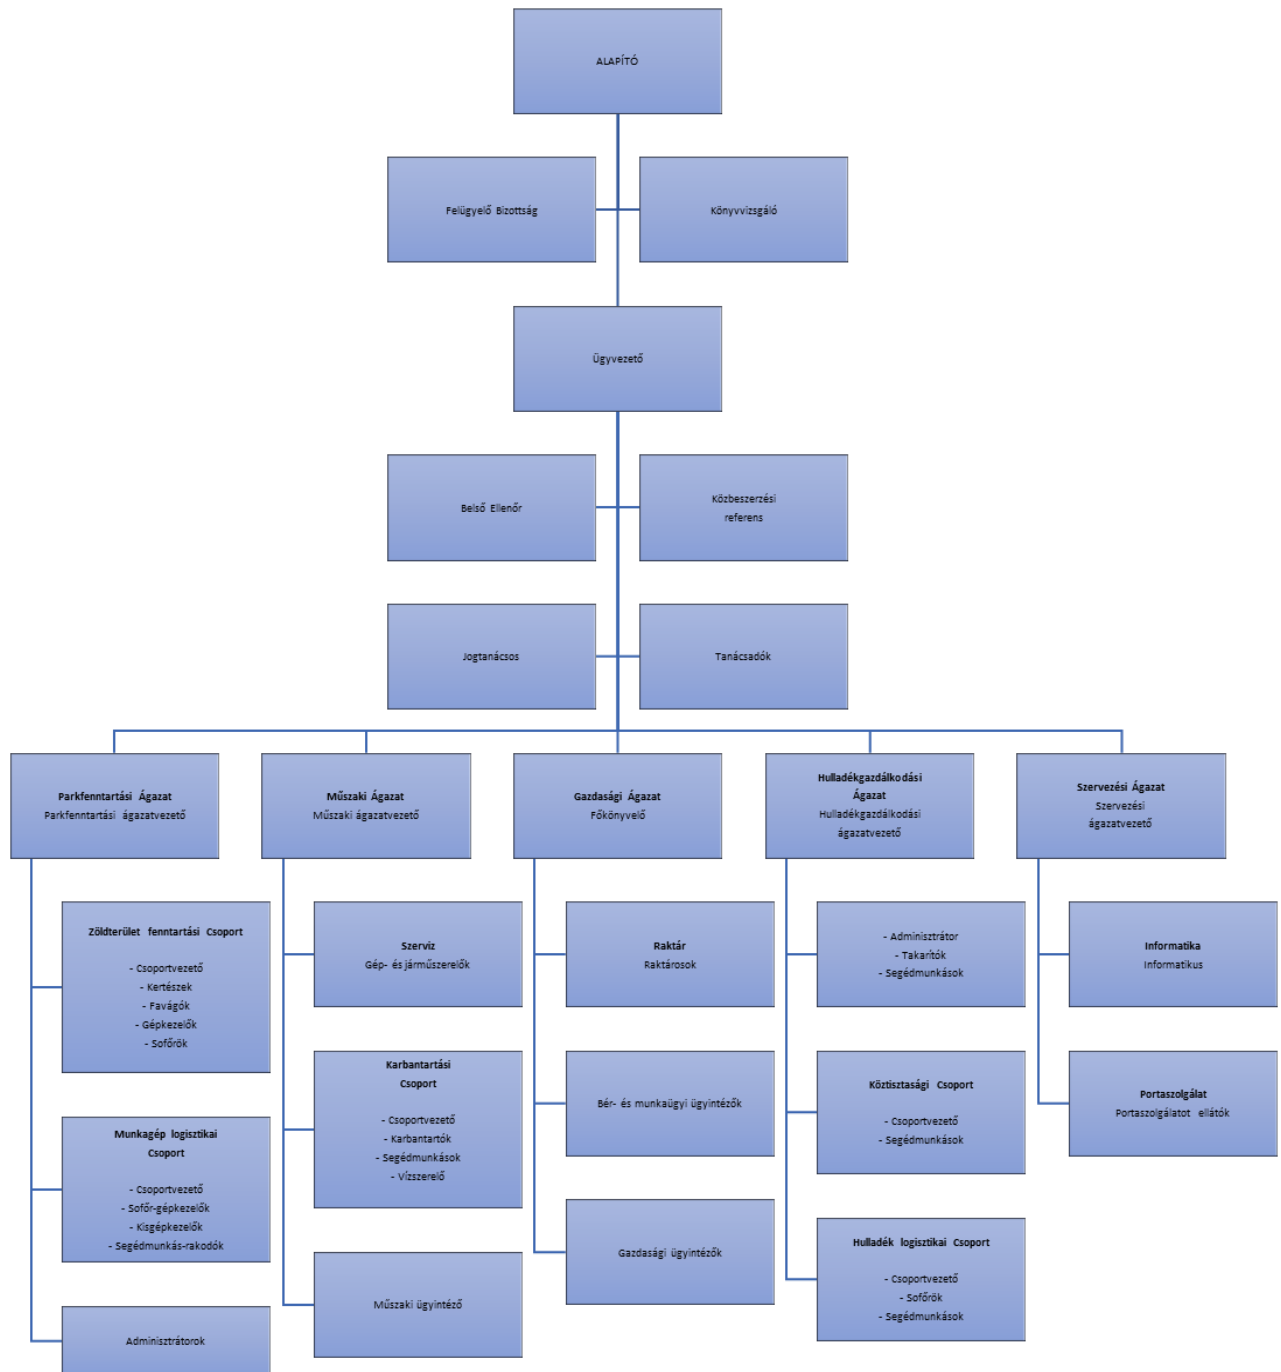 ALAPÍTÓ
Felügyelő Bizottság
Könyvvizsgáló
Ügyvezető
Belső Ellenőr
Közbeszerzési
referens
Jogtanácsos
Tanácsadók
Parkfenntartási Ágazat
Parkfenntartási ágazatvezető
Műszaki Ágazat
Műszaki ágazatvezető
Gazdasági Ágazat
Főkönyvelő
Hulladékgazdálkodási
Ágazat
Hulladékgazdálkodási
ágazatvezető
Szervezési Ágazat
Szervezési
ágazatvezető
Zöldterület fenntartási Csoport
- Csoportvezető
- Kertészek
- Favágók
- Gépkezelők
- Sofőrök
Munkagép logisztikai
Csoport
- Csoportvezető
- Sofőr-gépkezelők
- Kisgépkezelők
- Segédmunkás-rakodók
Adminisztrátorok
Szerviz
Gép- és járműszerelők
Karbantartási
Csoport
- Csoportvezető
- Karbantartók
- Segédmunkások
- Vízszerelő
Műszaki ügyintéző
Raktár
Raktárosok
Bér- és munkaügyi ügyintézők
Gazdasági ügyintézők
- Adminisztrátor
- Takarítók
- Segédmunkások
Köztisztasági Csoport
- Csoportvezető
- Segédmunkások
Hulladék logisztikai Csoport
- Csoportvezető
- Sofőrök
- Segédmunkások
Informatika
Informatikus
Portaszolgálat
Portaszolgálatot ellátók